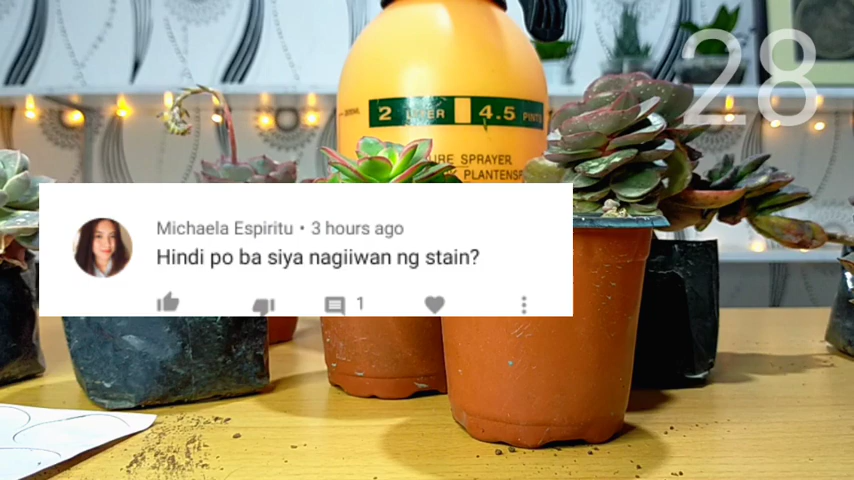 28
2 LITER 4.5 PINTS
URE SPRAYER
PLANTENSP
Michaela Espiritu • 3 hours ago
Hindi po ba siya nagiiwan ng stain?
1